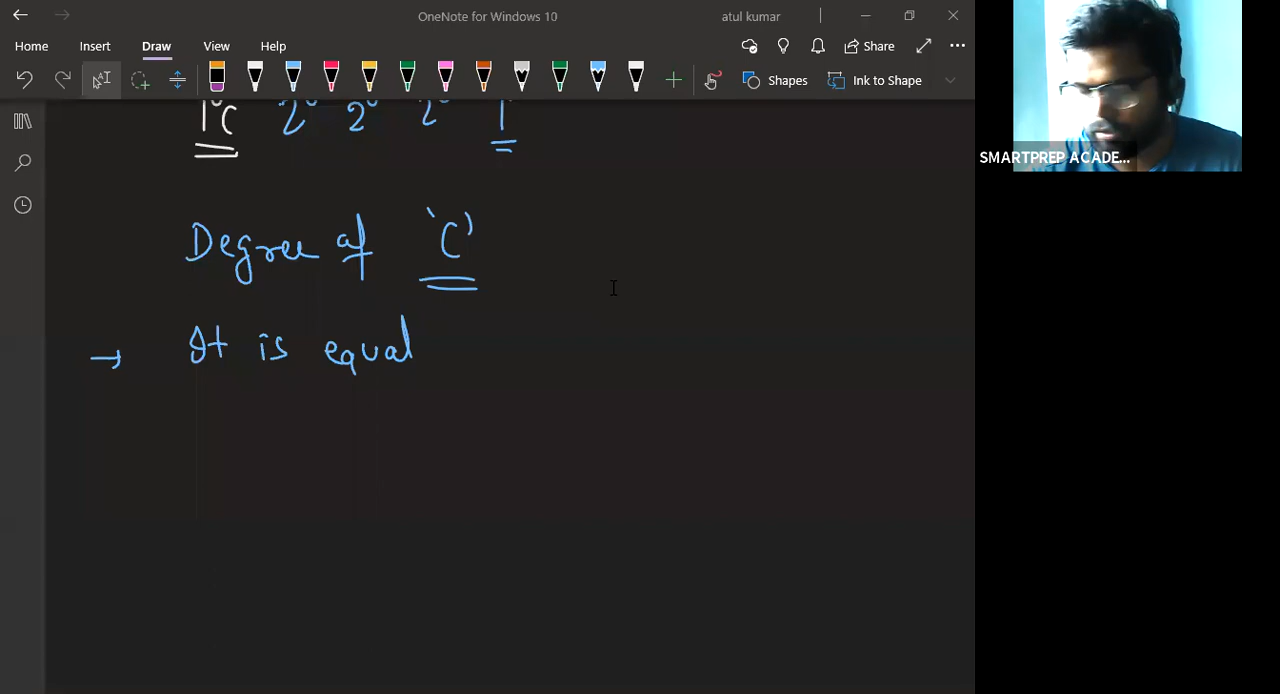 OneNote for Windows 10
atul kumar
Home Insert Draw View Help
Share
Shapes
Ink to Shape
1°C 2° 2° 2° 1°
SMARTPREP ACADE...
Degree of 'C'
→ It is equal